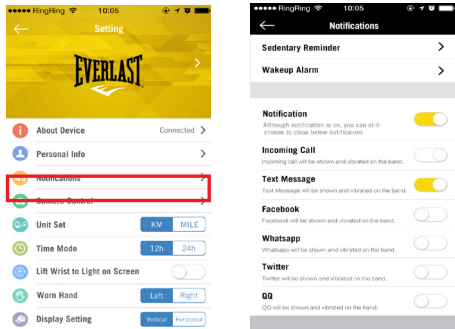 RingRing 10:05
Setting
EVERLAST
About Device Connected
Personal Info
Notifications
Camera Control
Unit Set KM MILE
Time Mode 12h 24h
Lift Wrist to Light on Screen
Worn Hand Left Right
Display Setting Vertical Horizontal
RingRing 10:05
Notifications
Sedentary Reminder
Wakeup Alarm
Notification
Although notification is on, you can still
choose to close below notifications
Incoming Call
Incoming call will be shown and vibrated on the band.
Text Message
Text Message will be shown and vibrated on the band.
Facebook
Facebook will be shown and vibrated on the band.
Whatsapp
Whatsapp will be shown and vibrated on the band.
Twitter
Twitter will be shown and vibrated on the band.
QQ
QQ will be shown and vibrated on the band.